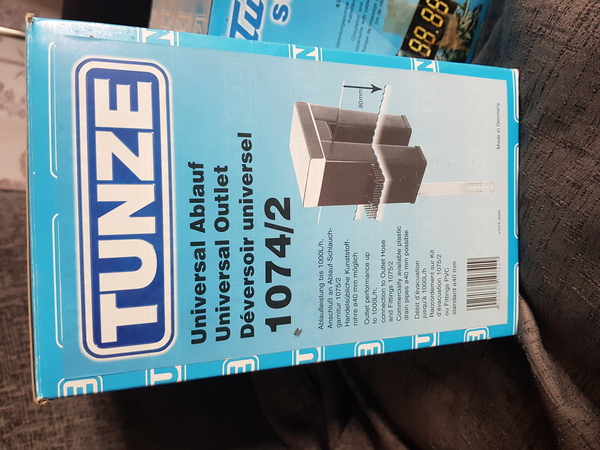 TUNZE
Universal Ablauf
Universal Outlet
Déversoir universel
1074/2
Ablaufleistung bis 1000L/h,
Anschluß an Ablauf-Schlauch-
garnitur 1075/2
Handelsübliche Kunststoff-
rohre ø40 mm möglich
Outlet performance up
to 1000L/h,
connection to Outlet Hose
and Fittings 1075/2
Commercially available plastic
drain pipes ø40 mm possible
Débit d'évacuation
jusqu'à 1000L/h,
Raccordement sur Kit
d'évacuation 1075/2
ou Fittings PVC
standard ø40 mm
80mm
Made in Germany
88:88